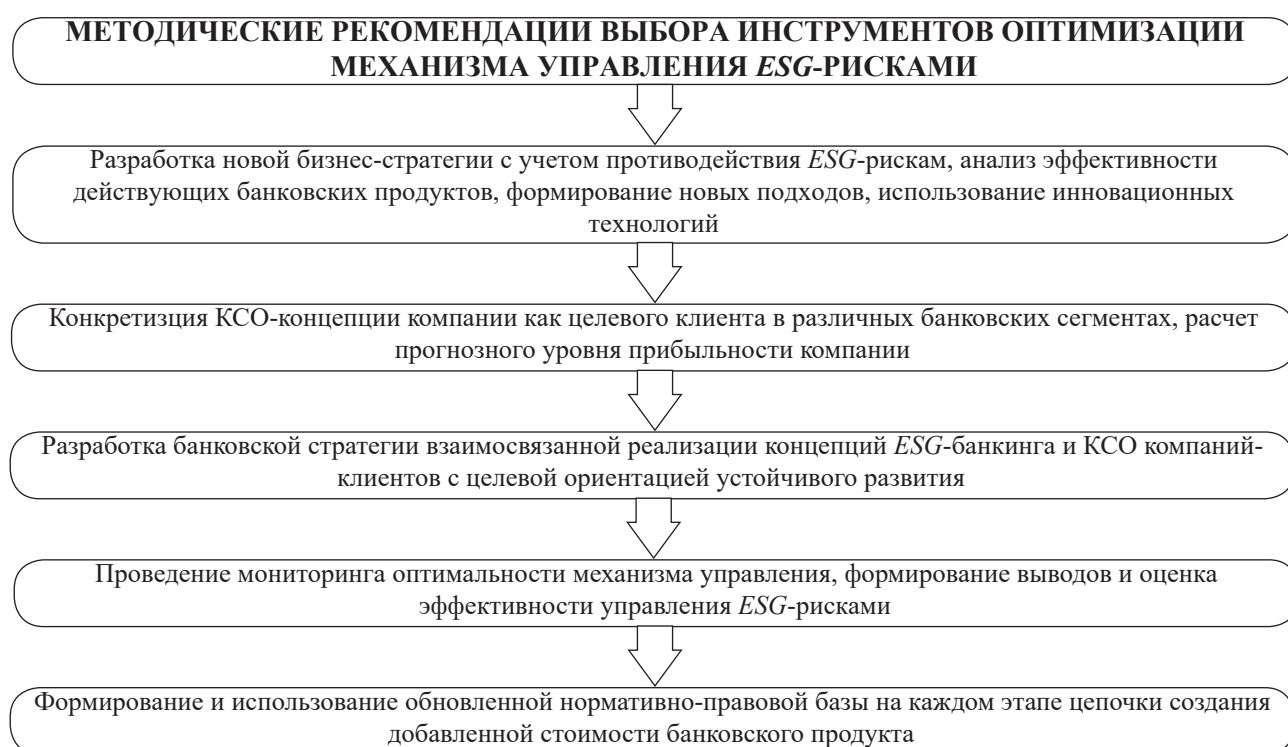 МЕТОДИЧЕСКИЕ РЕКОМЕНДАЦИИ ВЫБОРА ИНСТРУМЕНТОВ ОПТИМИЗАЦИИ
МЕХАНИЗМА УПРАВЛЕНИЯ ESG-РИСКАМИ
Разработка новой бизнес-стратегии с учетом противодействия ESG-рискам, анализ эффективности
действующих банковских продуктов, формирование новых подходов, использование инновационных
технологий
Конкретизция КСО-концепции компании как целевого клиента в различных банковских сегментах, расчет
прогнозного уровня прибыльности компании
Разработка банковской стратегии взаимосвязанной реализации концепций ESG-банкинга и КСО компаний-
клиентов с целевой ориентацией устойчивого развития
Проведение мониторинга оптимальности механизма управления, формирование выводов и оценка
эффективности управления ESG-рисками
Формирование и использование обновленной нормативно-правовой базы на каждом этапе цепочки создания
добавленной стоимости банковского продукта